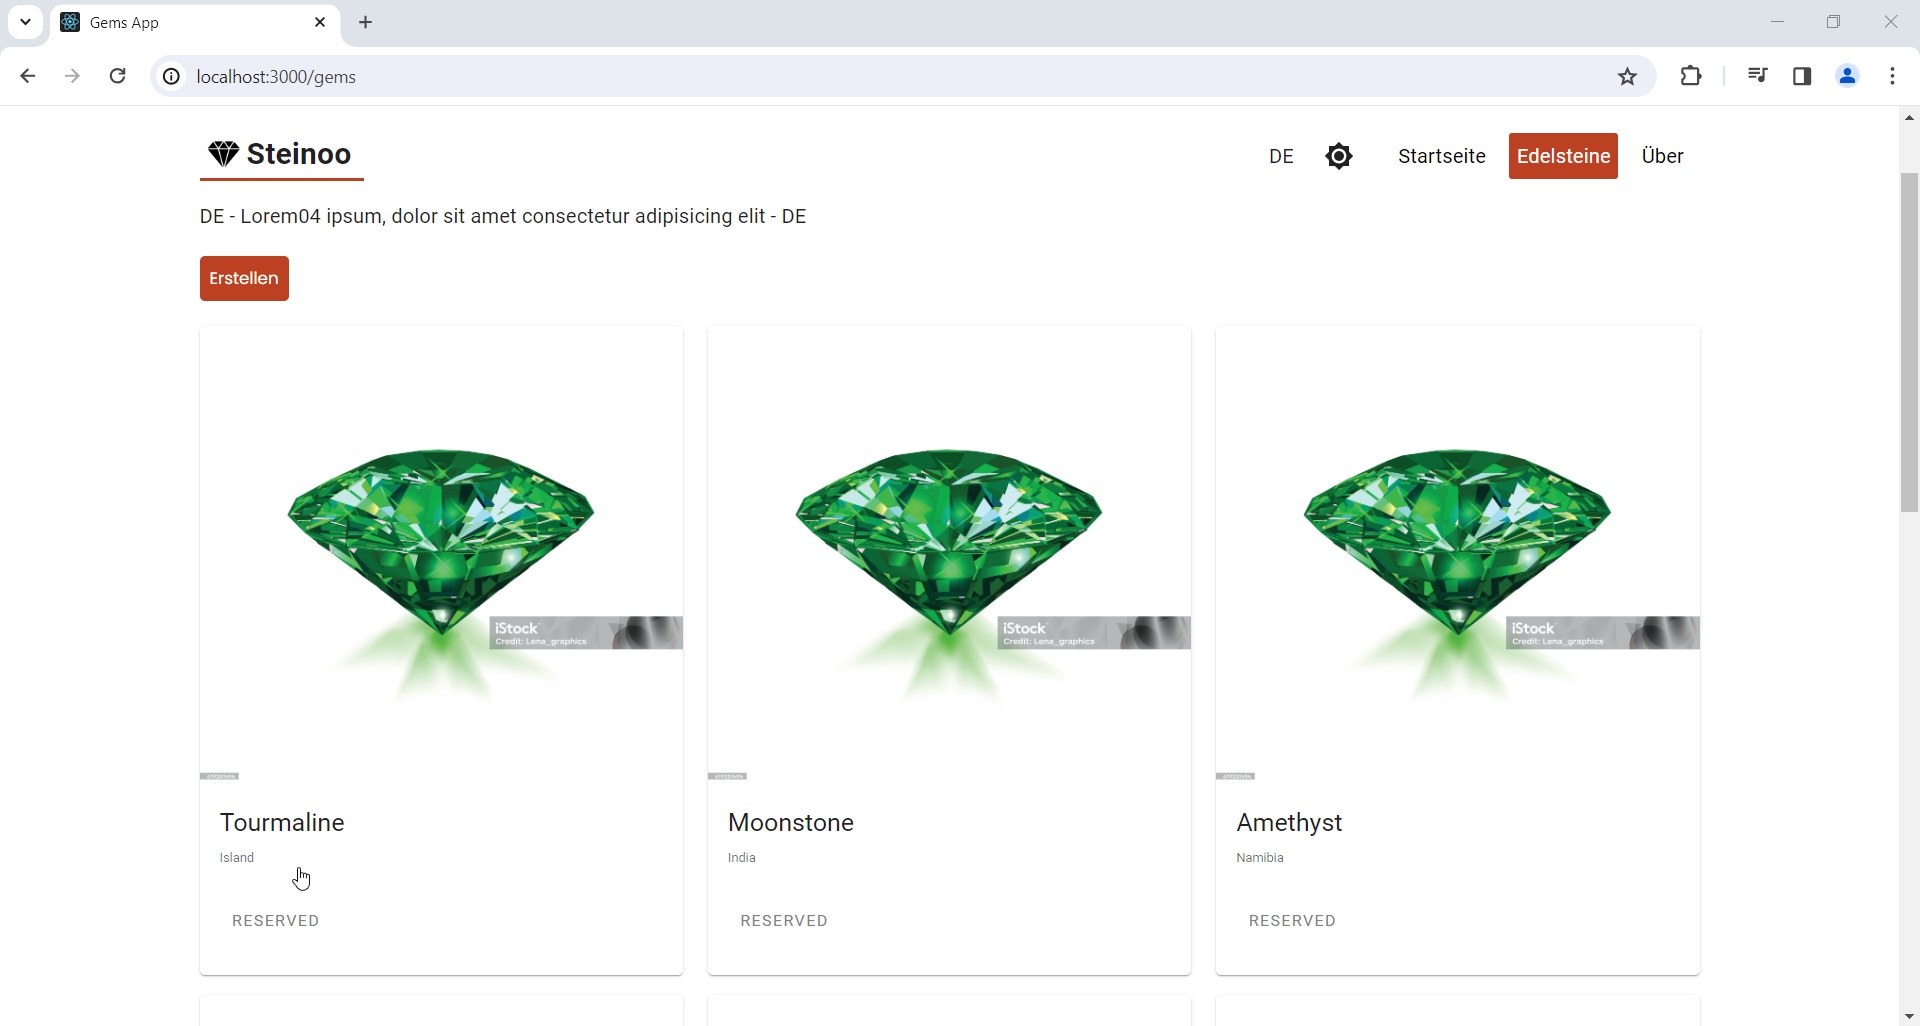 Gems App
localhost:3000/gems
Steinoo
DE
Startseite
Edelsteine
Über
DE - Lorem04 ipsum, dolor sit amet consectetur adipisicing elit - DE
Erstellen
iStock
Credit: Lena_graphics
iStock
Credit: Lena_graphics
iStock
Credit: Lena_graphics
Tourmaline
Moonstone
Amethyst
Island
India
Namibia
RESERVED
RESERVED
RESERVED